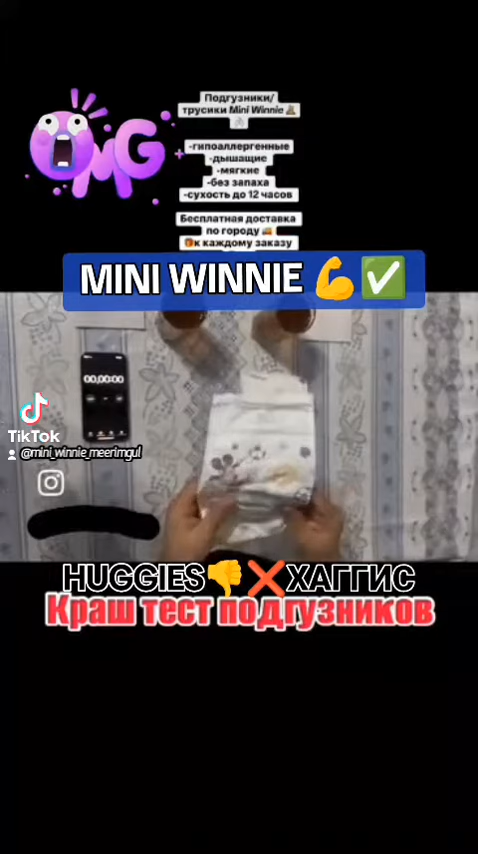 OMG
Подгузники/
трусики Mini Winnie
-гипоаллергенные
-дышащие
-мягкие
-без запаха
-сухость до 12 часов
Бесплатная доставка
по городу 🚚
🎁к каждому заказу
MINI WINNIE 💪✅
00,00:00
TikTok
@mini_winnie_meerimgul
HUGGIES👎❌ХАГГИС
Краш тест подгузников